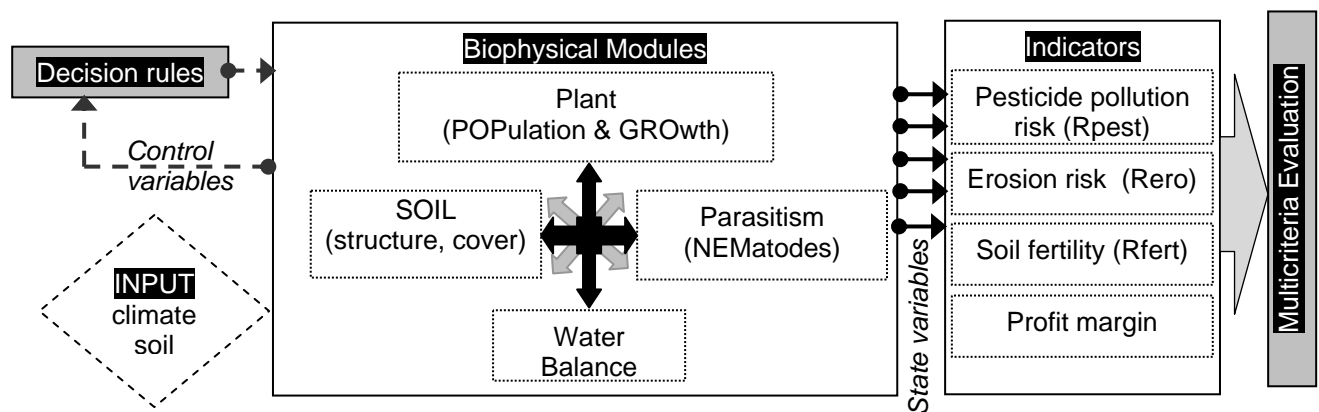 Decision rules
Control
variables
INPUT
climate
soil
Biophysical Modules
Plant
(POPulation & GROwth)
SOIL
(structure, cover)
Parasitism
(NEMatodes)
Water
Balance
State variables
Indicators
Pesticide pollution
risk (Rpest)
Erosion risk (Rero)
Soil fertility (Rfert)
Profit margin
Multicriteria Evaluation